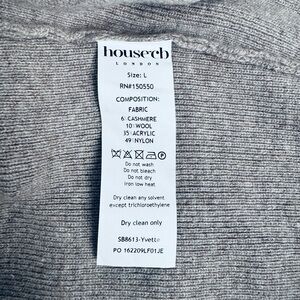 housecb
LONDON
Size: L
RN#150550
COMPOSITION:
FABRIC
6%CASHMERE
10%WOOL
35%ACRYLIC
49%NYLON
Do not wash
Do not bleach
Do not dry
Iron low heat
Dry clean any solvent
except trichloroethylene
Dry clean only
SB8613-Yvette
PO 162209LF01JE